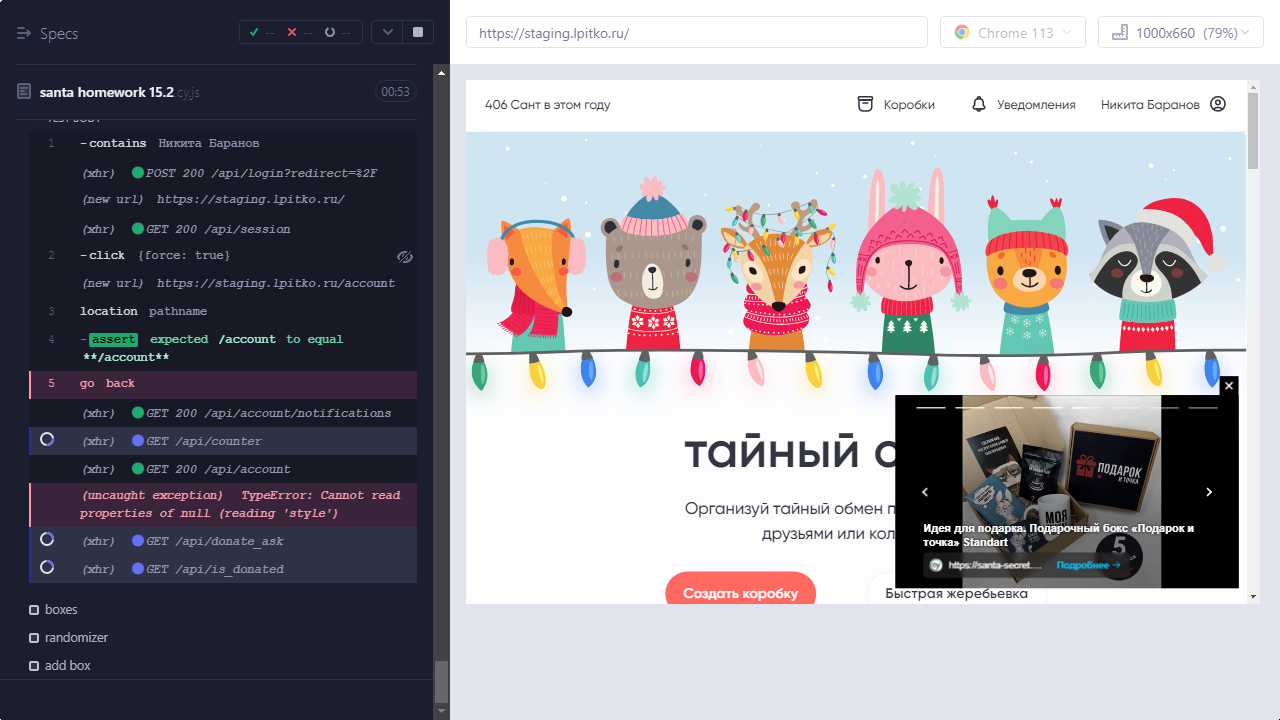 Specs
--
--
--
https://staging.lpitko.ru/
Chrome 113
1000x660 (79%)
santa homework 15.2.cy.js
00:53
TEST BODY
1 -contains Никита Баранов
(xhr) POST 200 /api/login?redirect=%2F
(new url) https://staging.lpitko.ru/
(xhr) GET 200 /api/session
2 -click {force: true}
(new url) https://staging.lpitko.ru/account
3 location pathname
4 -assert expected /account to equal
**/account**
5 go back
(xhr) GET 200 /api/account/notifications
(xhr) GET /api/counter
(xhr) GET 200 /api/account
(uncaught exception) TypeError: Cannot read
properties of null (reading 'style')
(xhr) GET /api/donate_ask
(xhr) GET /api/is_donated
boxes
randomizer
add box
406 Сант в этом году
Коробки
Уведомления
Никита Баранов
тайный с
Организуй тайный обмен п
друзьями или кол
Создать коробку
Быстрая жеребьевка
ПОДАРОК
И ТОЧКА
МОЯ
Идея для подарка. Подарочный бокс «Подарок и
точка» Standart
5
https://santa-secret....
Подробнее →